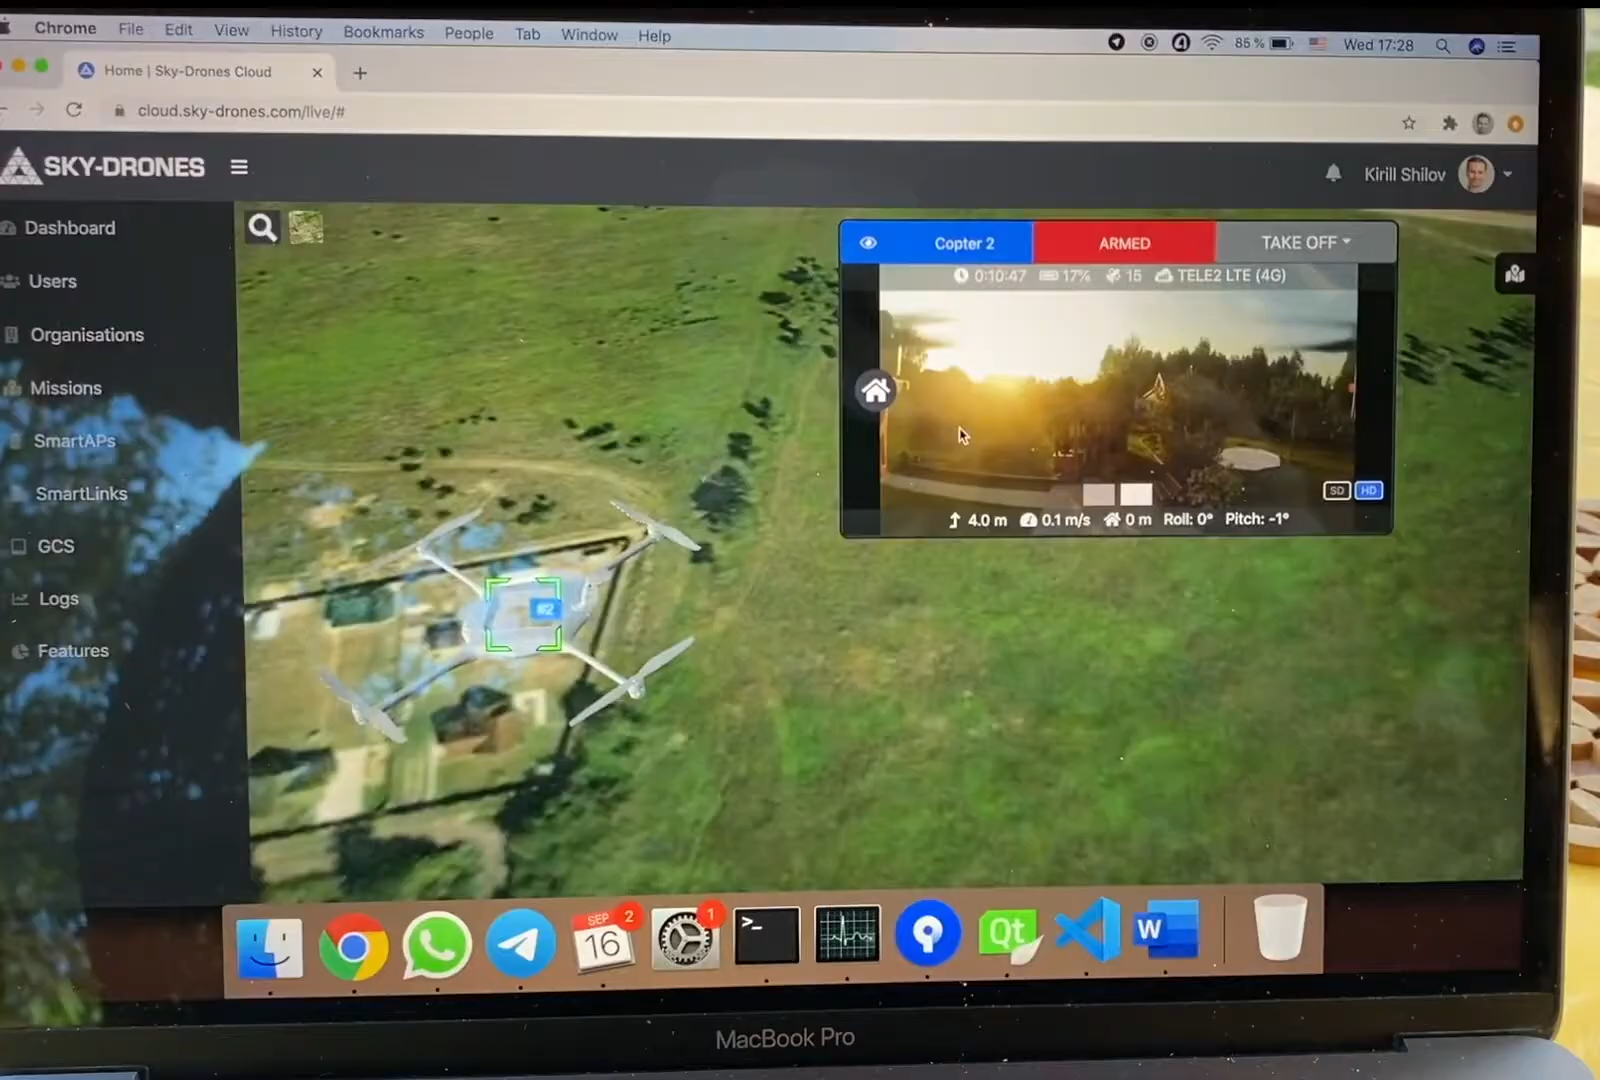 Chrome File Edit View History Bookmarks People Tab Window Help 85% Wed 17:28
Home | Sky-Drones Cloud
cloud.sky-drones.com/live/#
SKY-DRONES
Kirill Shilov
Dashboard
Users
Organisations
Missions
SmartAPs
SmartLinks
GCS
Logs
Features
Copter 2 ARMED TAKE OFF
0:10:47 17% 15 TELE2 LTE (4G)
SD HD
4.0 m 0.1 m/s 0 m Roll: 0° Pitch: -1°
#2
SEP 2
16
1
>_
Qt
W
MacBook Pro